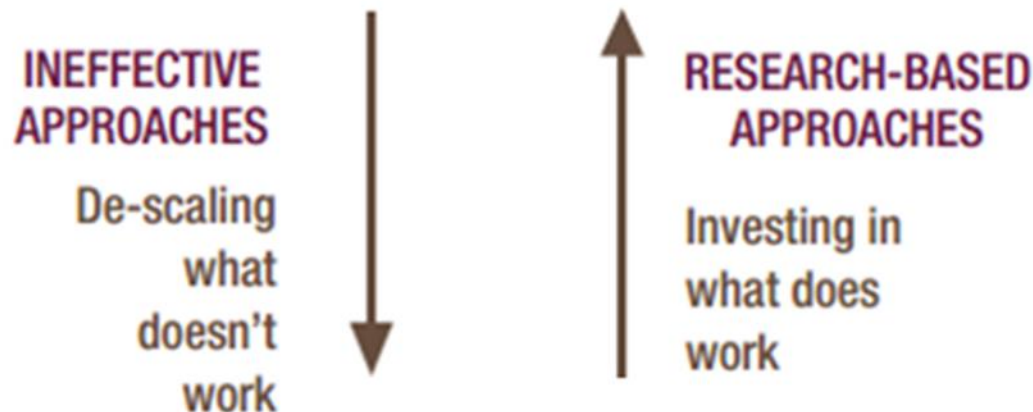 INEFFECTIVE
APPROACHES
De-scaling
what
doesn't
work
RESEARCH-BASED
APPROACHES
Investing in
what does
work